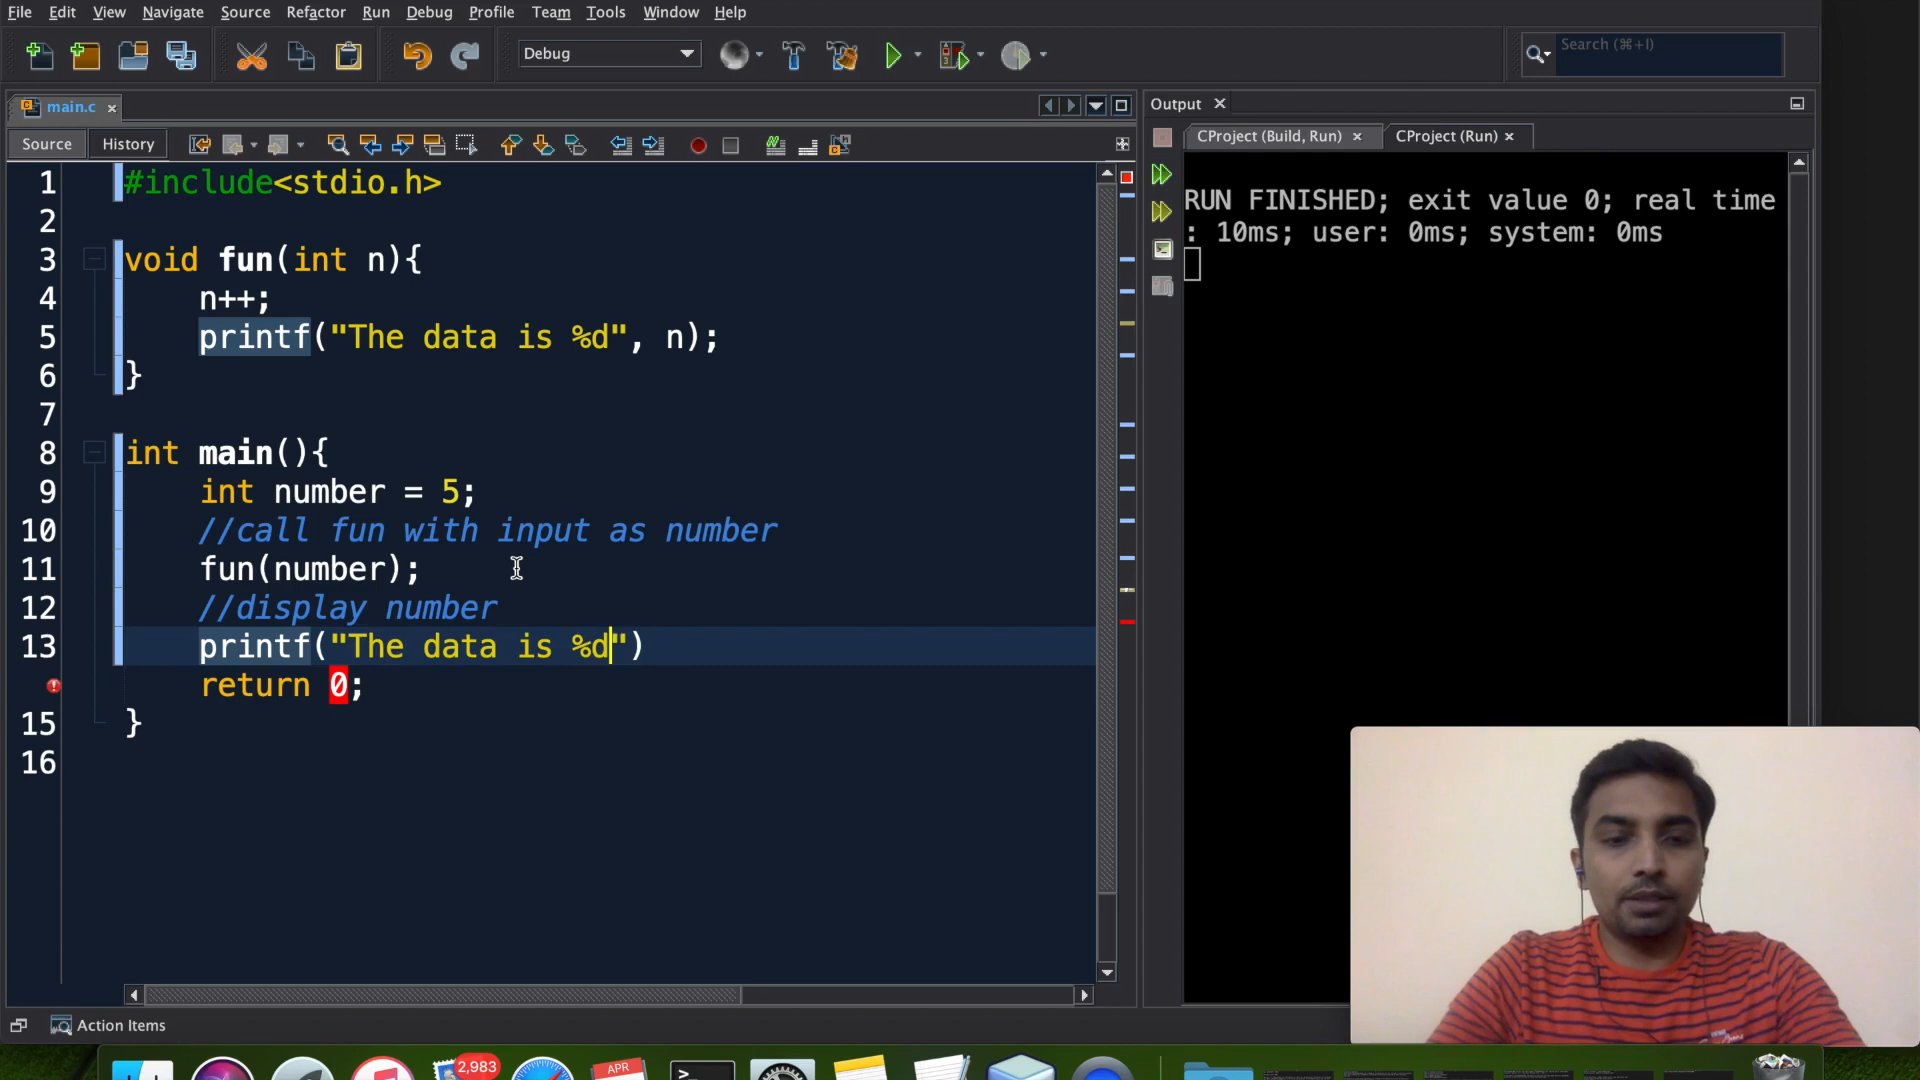 File Edit View Navigate Source Refactor Run Debug Profile Team Tools Window Help
Debug
Search (⌘+I)
main.c
Output
Source History
CProject (Build, Run) CProject (Run)
1 #include<stdio.h>
2
3 void fun(int n){
4 n++;
5 printf("The data is %d", n);
6 }
7
8 int main(){
9 int number = 5;
10 //call fun with input as number
11 fun(number);
12 //display number
13 printf("The data is %d")
return 0;
15 }
16
RUN FINISHED; exit value 0; real time
: 10ms; user: 0ms; system: 0ms
Action Items
2,983
APR